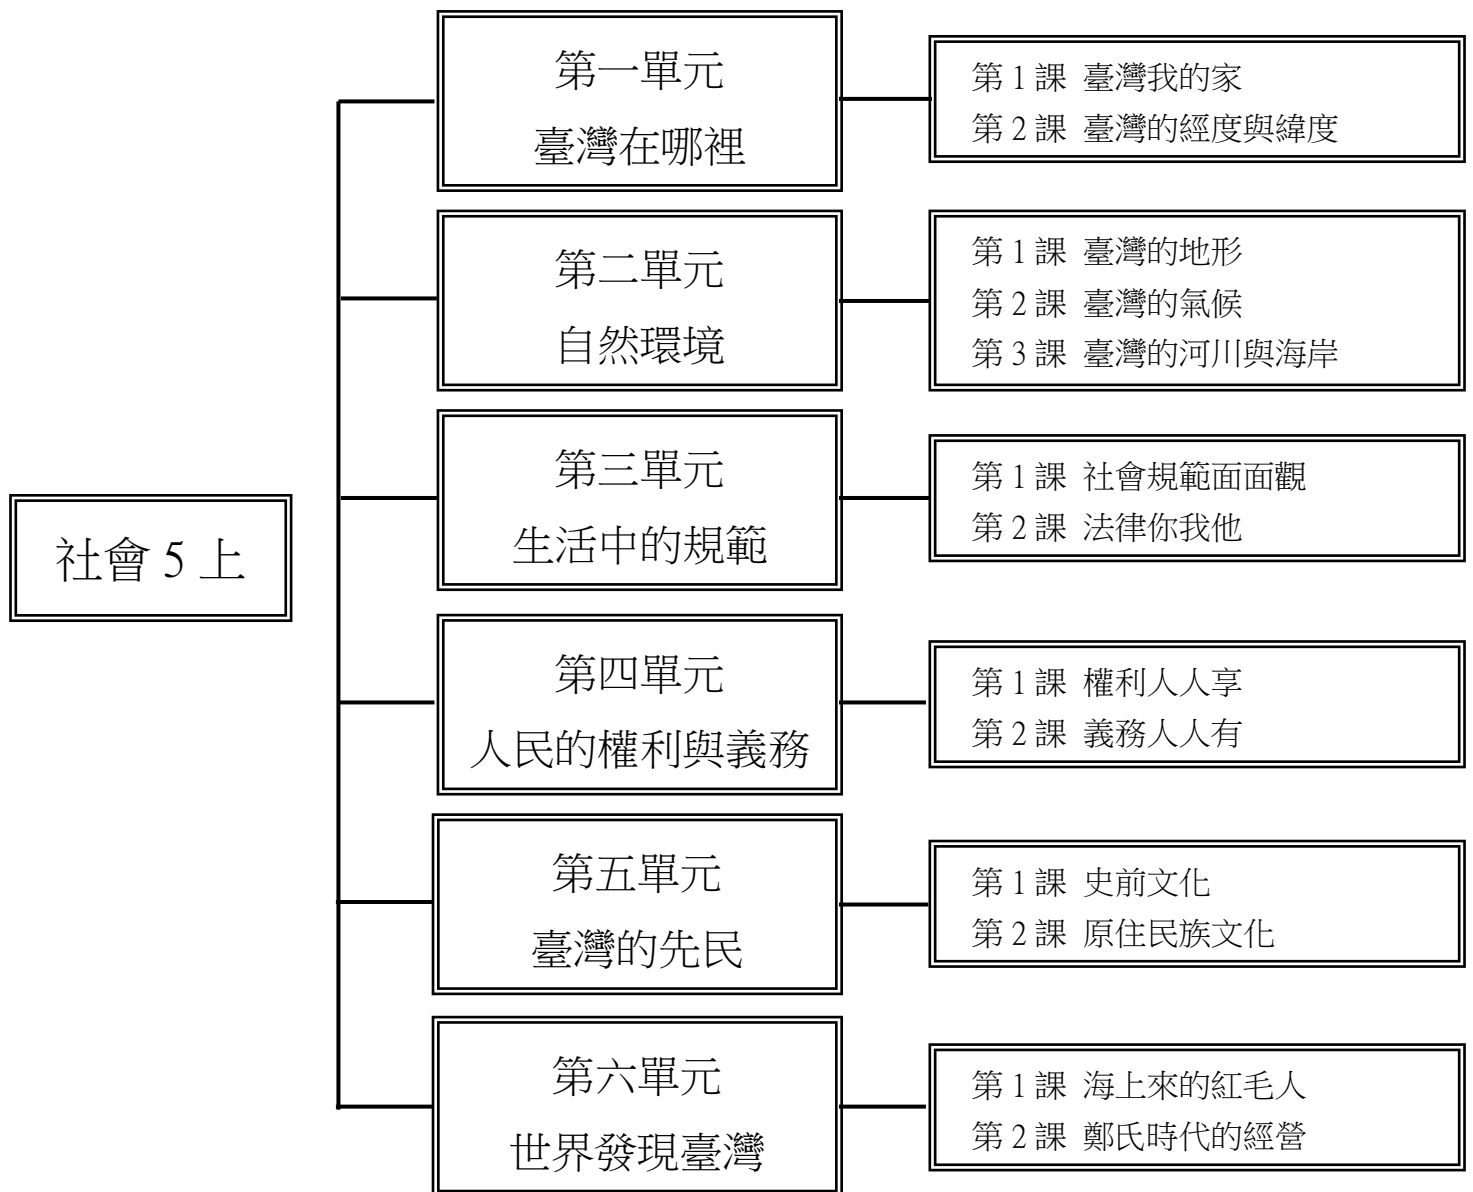 社會 5 上
第一單元
臺灣在哪裡
第 1 課 臺灣我的家
第 2 課 臺灣的經度與緯度
第二單元
自然環境
第 1 課 臺灣的地形
第 2 課 臺灣的氣候
第 3 課 臺灣的河川與海岸
第三單元
生活中的規範
第 1 課 社會規範面面觀
第 2 課 法律你我他
第四單元
人民的權利與義務
第 1 課 權利人人享
第 2 課 義務人人有
第五單元
臺灣的先民
第 1 課 史前文化
第 2 課 原住民族文化
第六單元
世界發現臺灣
第 1 課 海上來的紅毛人
第 2 課 鄭氏時代的經營